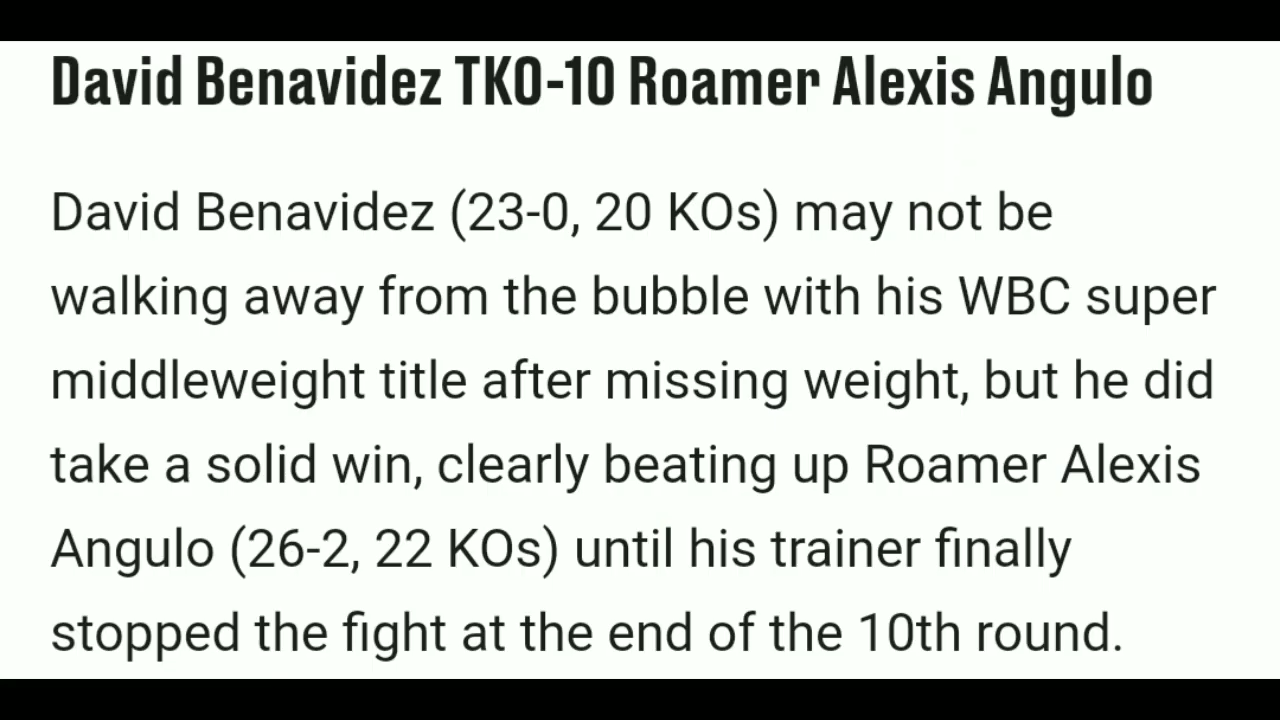 David Benavidez TKO-10 Roamer Alexis Angulo
David Benavidez (23-0, 20 KOs) may not be
walking away from the bubble with his WBC super
middleweight title after missing weight, but he did
take a solid win, clearly beating up Roamer Alexis
Angulo (26-2, 22 KOs) until his trainer finally
stopped the fight at the end of the 10th round.